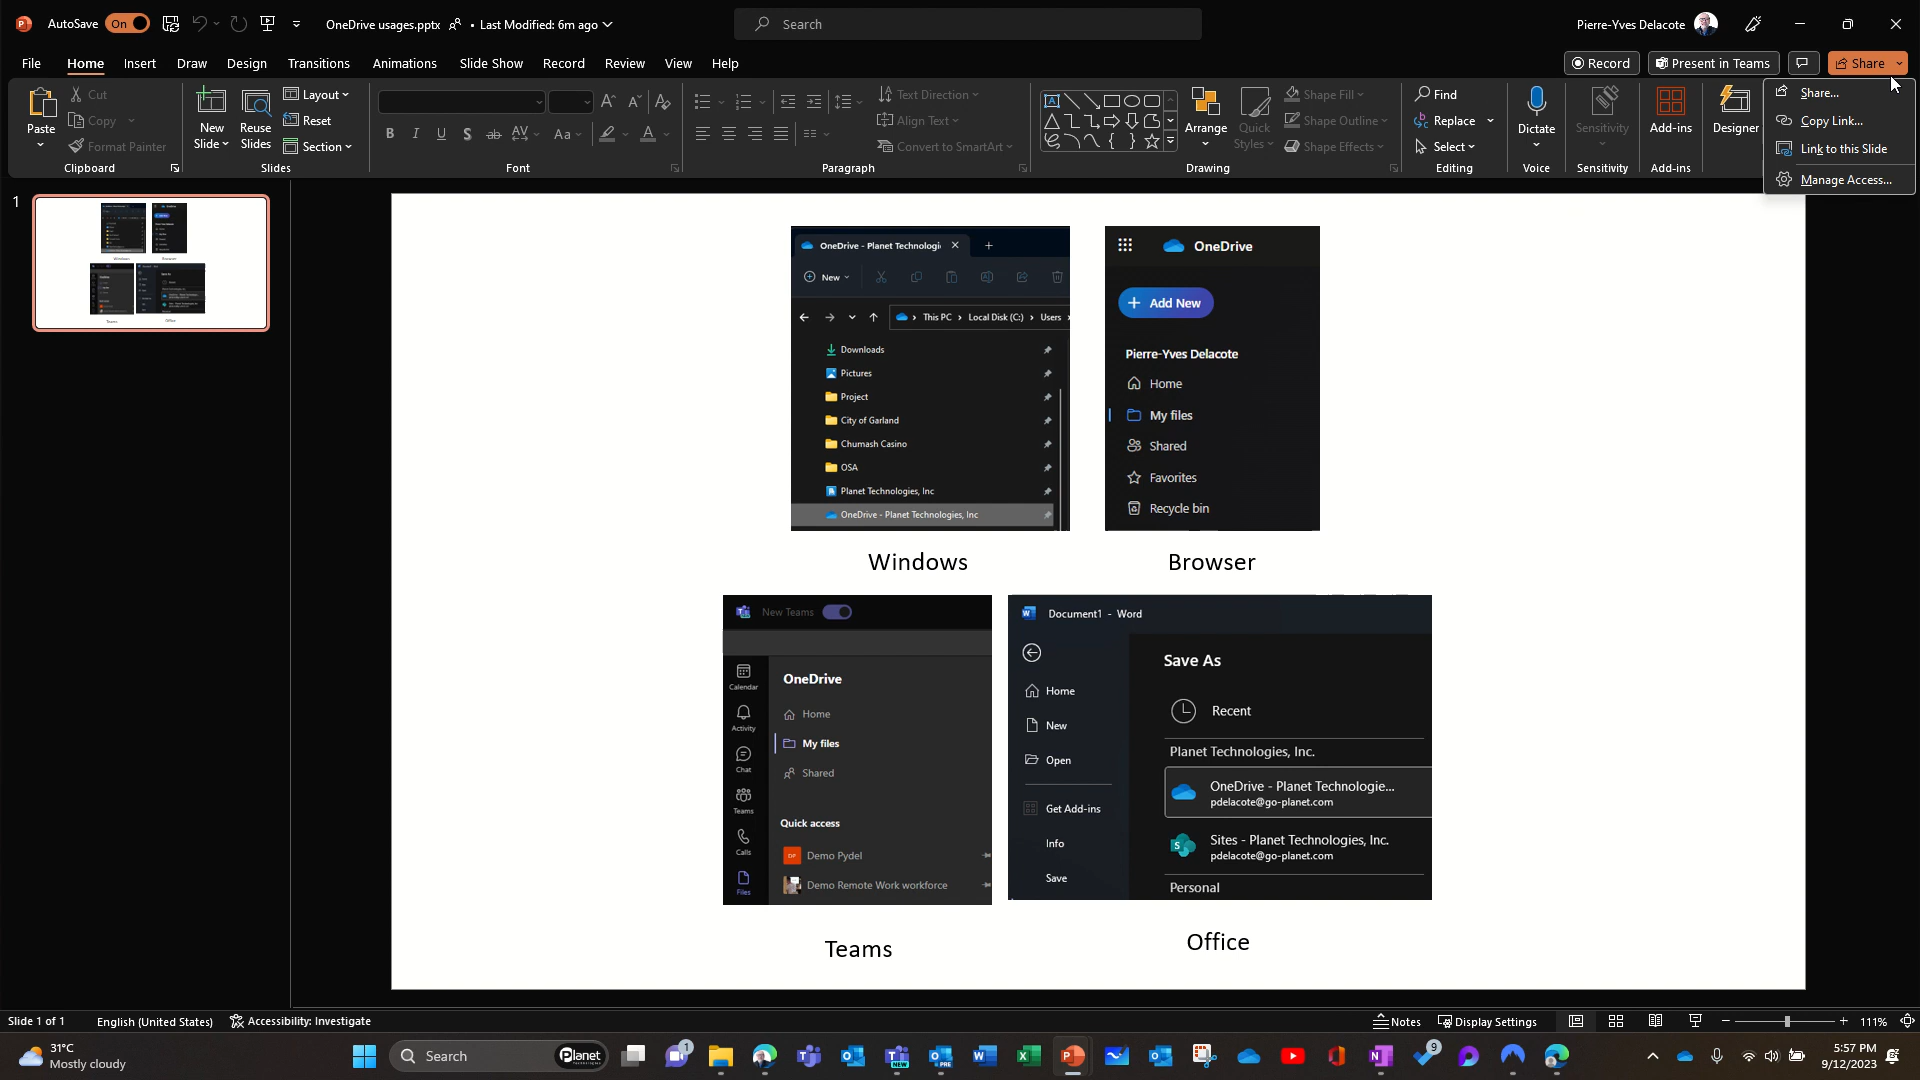 AutoSave On OneDrive usages.pptx • Last Modified: 6m ago Search Pierre-Yves Delacote
File Home Insert Draw Design Transitions Animations Slide Show Record Review View Help Record Present in Teams Share
Paste Cut Copy Format Painter Clipboard
New Slide Reuse Slides Layout Reset Section Slides
B I U S ab AV Aa A Font
Text Direction Align Text Convert to SmartArt Paragraph
Arrange Quick Styles Shape Fill Shape Outline Shape Effects Drawing
Find Replace Select Editing
Dictate Voice
Sensitivity Sensitivity
Add-ins Add-ins
Designer
Share...
Copy Link...
Link to this Slide
Manage Access...
1
OneDrive - Planet Technologi
New
This PC > Local Disk (C:) > Users >
Downloads
Pictures
Project
City of Garland
Chumash Casino
OSA
Planet Technologies, Inc
OneDrive - Planet Technologies, Inc
Windows
OneDrive
+ Add New
Pierre-Yves Delacote
Home
My files
Shared
Favorites
Recycle bin
Browser
New Teams
Calendar
Activity
Chat
Teams
Calls
Files
OneDrive
Home
My files
Shared
Quick access
DP Demo Pydel
Demo Remote Work workforce
Teams
Document1 - Word
Home
New
Open
Get Add-ins
Info
Save
Save As
Recent
Planet Technologies, Inc.
OneDrive - Planet Technologie...
pdelacote@go-planet.com
Sites - Planet Technologies, Inc.
pdelacote@go-planet.com
Personal
Office
Slide 1 of 1 English (United States) Accessibility: Investigate Notes Display Settings 111%
31°C
Mostly cloudy
Search Planet
1
NEW
PRE
9
5:57 PM
9/12/2023